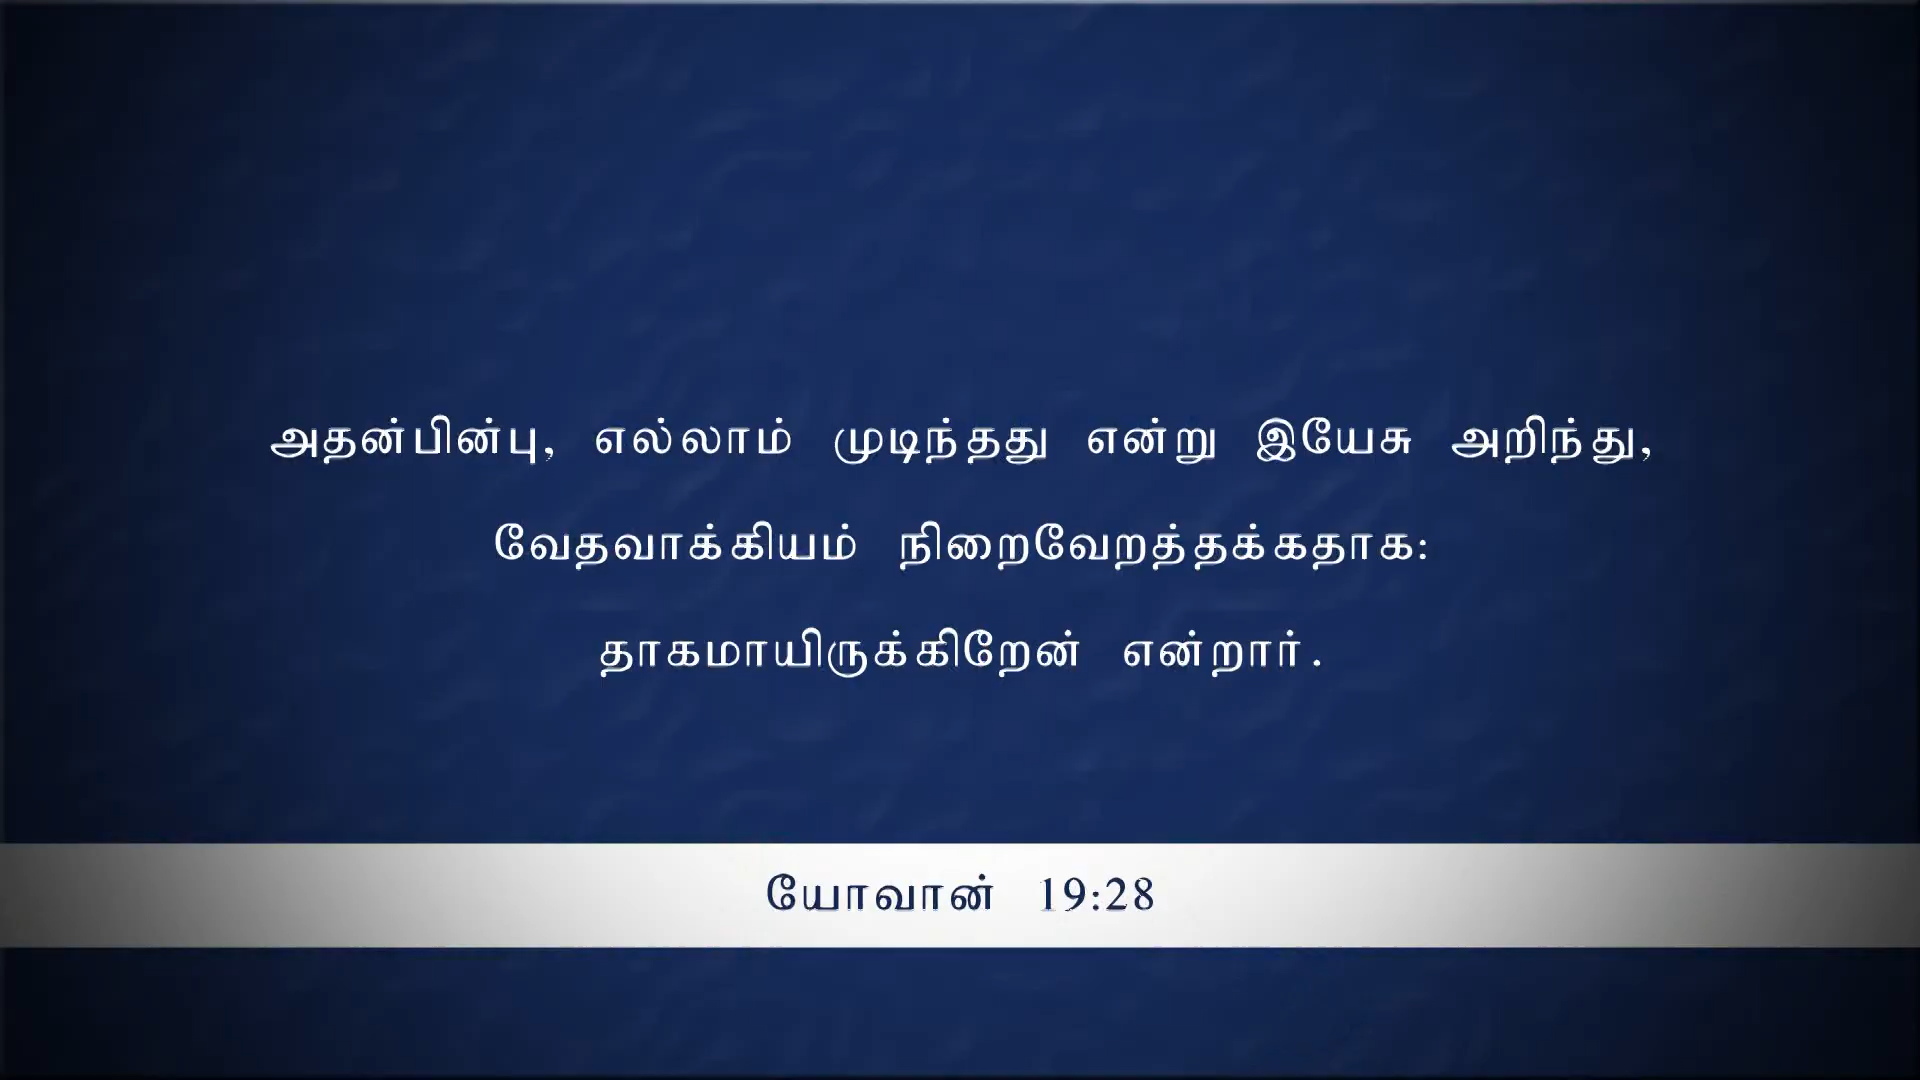 அதன்பின்பு, எல்லாம் முடிந்தது என்று இயேசு அறிந்து,
வேதவாக்கியம் நிறைவேறத்தக்கதாக:
தாகமாயிருக்கிறேன் என்றார்.
யோவான் 19:28